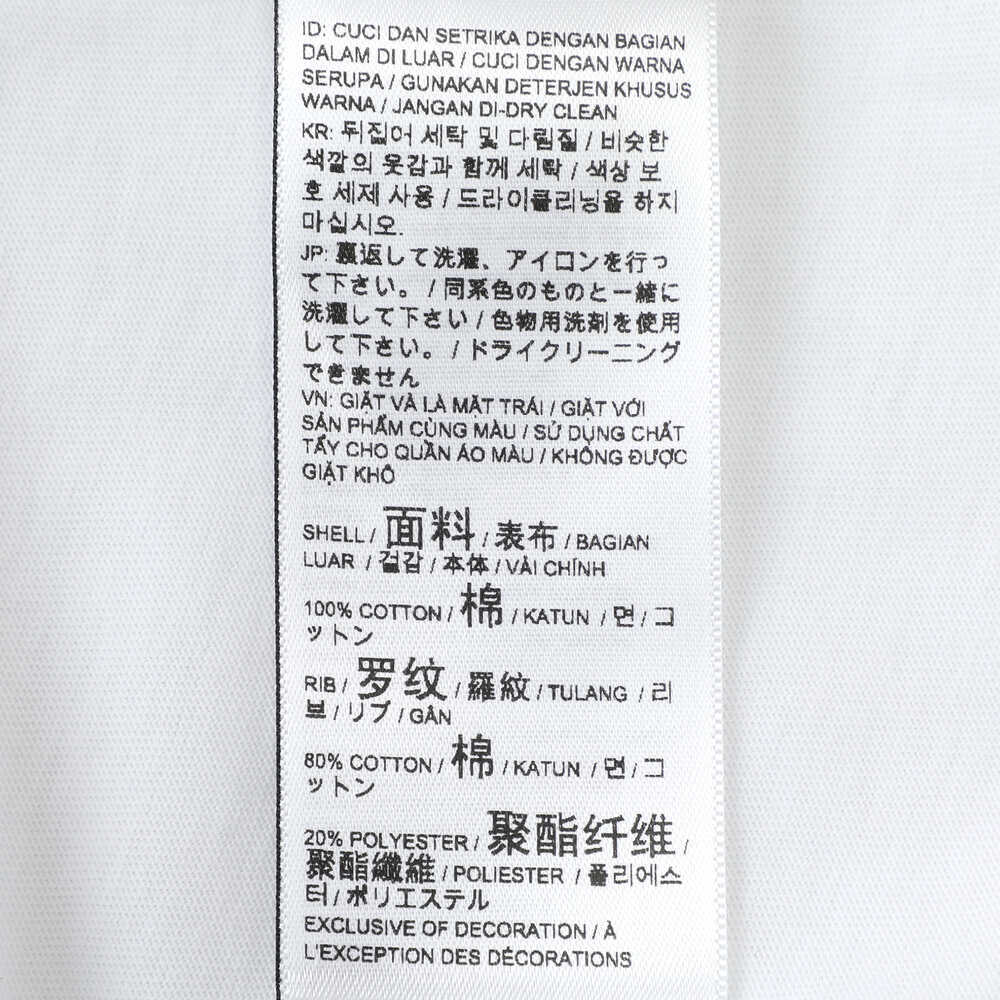 ID: CUCI DAN SETRIKA DENGAN BAGIAN
DALAM DI LUAR / CUCI DENGAN WARNA
SERUPA / GUNAKAN DETERJEN KHUSUS
WARNA / JANGAN DI-DRY CLEAN
KR: 뒤집어 세탁 및 다림질 / 비슷한
색깔의 옷감과 함께 세탁 / 색상 보
호 세제 사용 / 드라이클리닝을 하지
마십시오.
JP: 裏返して洗濯、アイロンを行っ
て下さい。 / 同系色のものと一緒に
洗濯して下さい / 色物用洗剤を使用
して下さい。 / ドライクリーニング
できません
VN: GIẶT VÀ LÀ MẶT TRÁI / GIẶT VỚI
SẢN PHẨM CÙNG MÀU / SỬ DỤNG CHẤT
TẨY CHO QUẦN ÁO MÀU / KHÔNG ĐƯỢC
GIẶT KHÔ
SHELL / 面料 / 表布 / BAGIAN
LUAR / 겉감 / 本体 / VẢI CHÍNH
100% COTTON / 棉 / KATUN / 면 / コ
ットン
RIB / 罗纹 / 羅紋 / TULANG / 리
브 / リブ / GÂN
80% COTTON / 棉 / KATUN / 면 / コ
ットン
20% POLYESTER / 聚酯纤维 /
聚酯纖維 / POLIESTER / 폴리에스
터 / ポリエステル
EXCLUSIVE OF DECORATION / À
L'EXCEPTION DES DÉCORATIONS